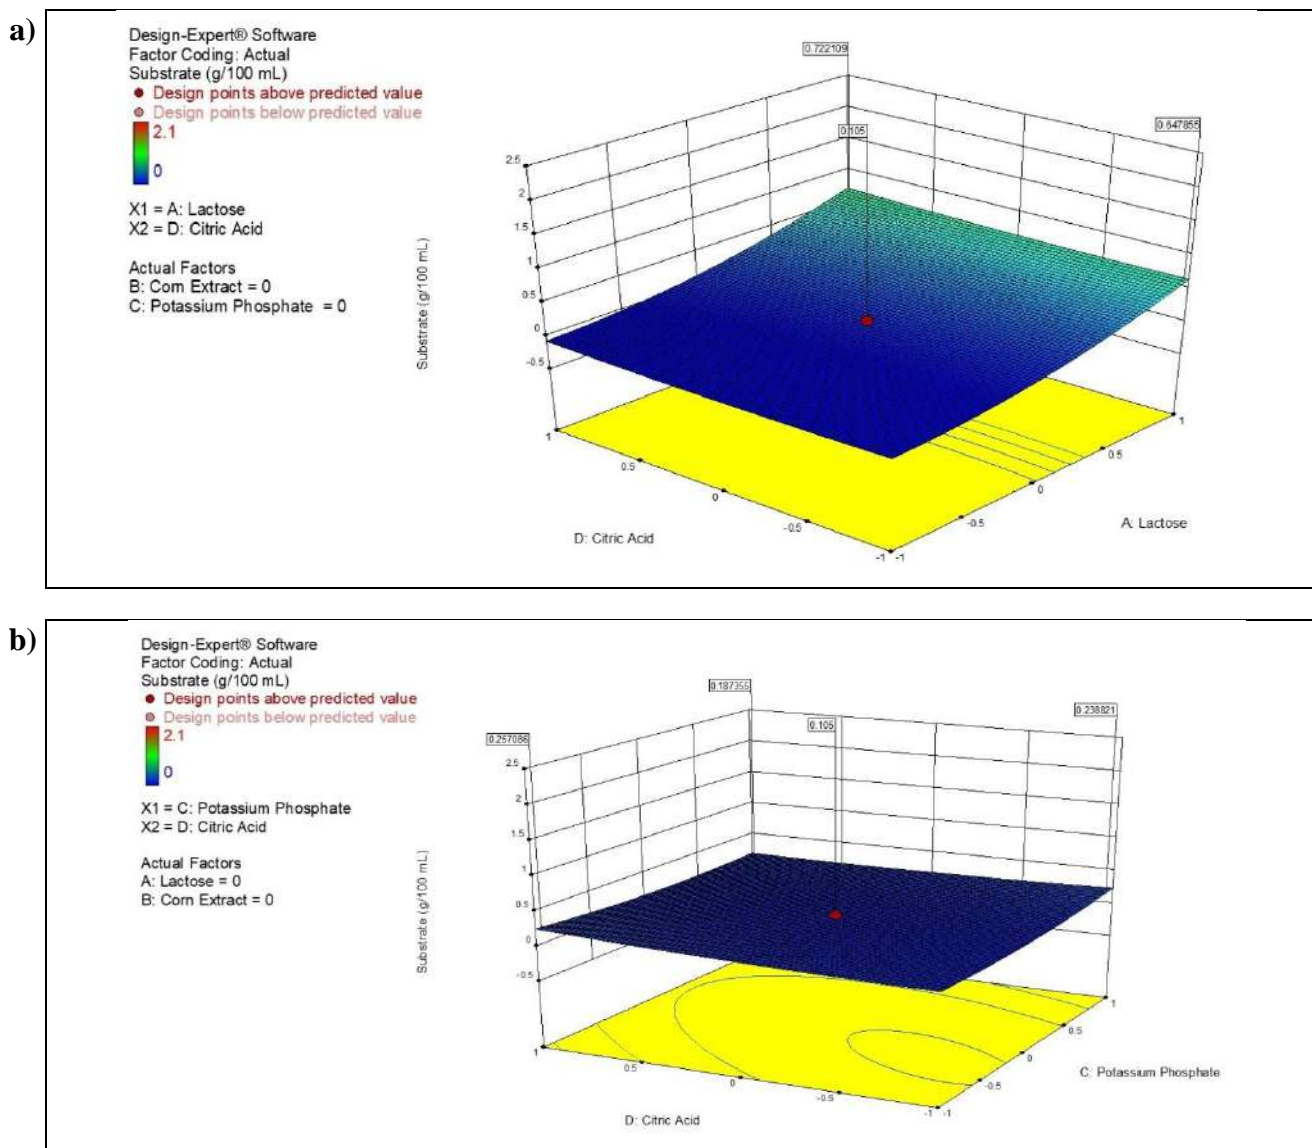 a)
Design-Expert® Software
Factor Coding: Actual
Substrate (g/100 mL)
Design points above predicted value
Design points below predicted value
2.1
0
X1 = A: Lactose
X2 = D: Citric Acid
Actual Factors
B: Corn Extract = 0
C: Potassium Phosphate = 0
0.722109
0.105
0.647855
2.5
2
1.5
1
0.5
0
-0.5
Substrate (g/100 mL)
1
0.5
0
-0.5
-1
-1
-0.5
0
0.5
1
D: Citric Acid
A: Lactose
b)
Design-Expert® Software
Factor Coding: Actual
Substrate (g/100 mL)
Design points above predicted value
Design points below predicted value
2.1
0
X1 = C: Potassium Phosphate
X2 = D: Citric Acid
Actual Factors
A: Lactose = 0
B: Corn Extract = 0
0.257086
0.187355
0.105
0.238821
2.5
2
1.5
1
0.5
0
-0.5
Substrate (g/100 mL)
1
0.5
0
-0.5
-1
-1
-0.5
0
0.5
1
D: Citric Acid
C: Potassium Phosphate